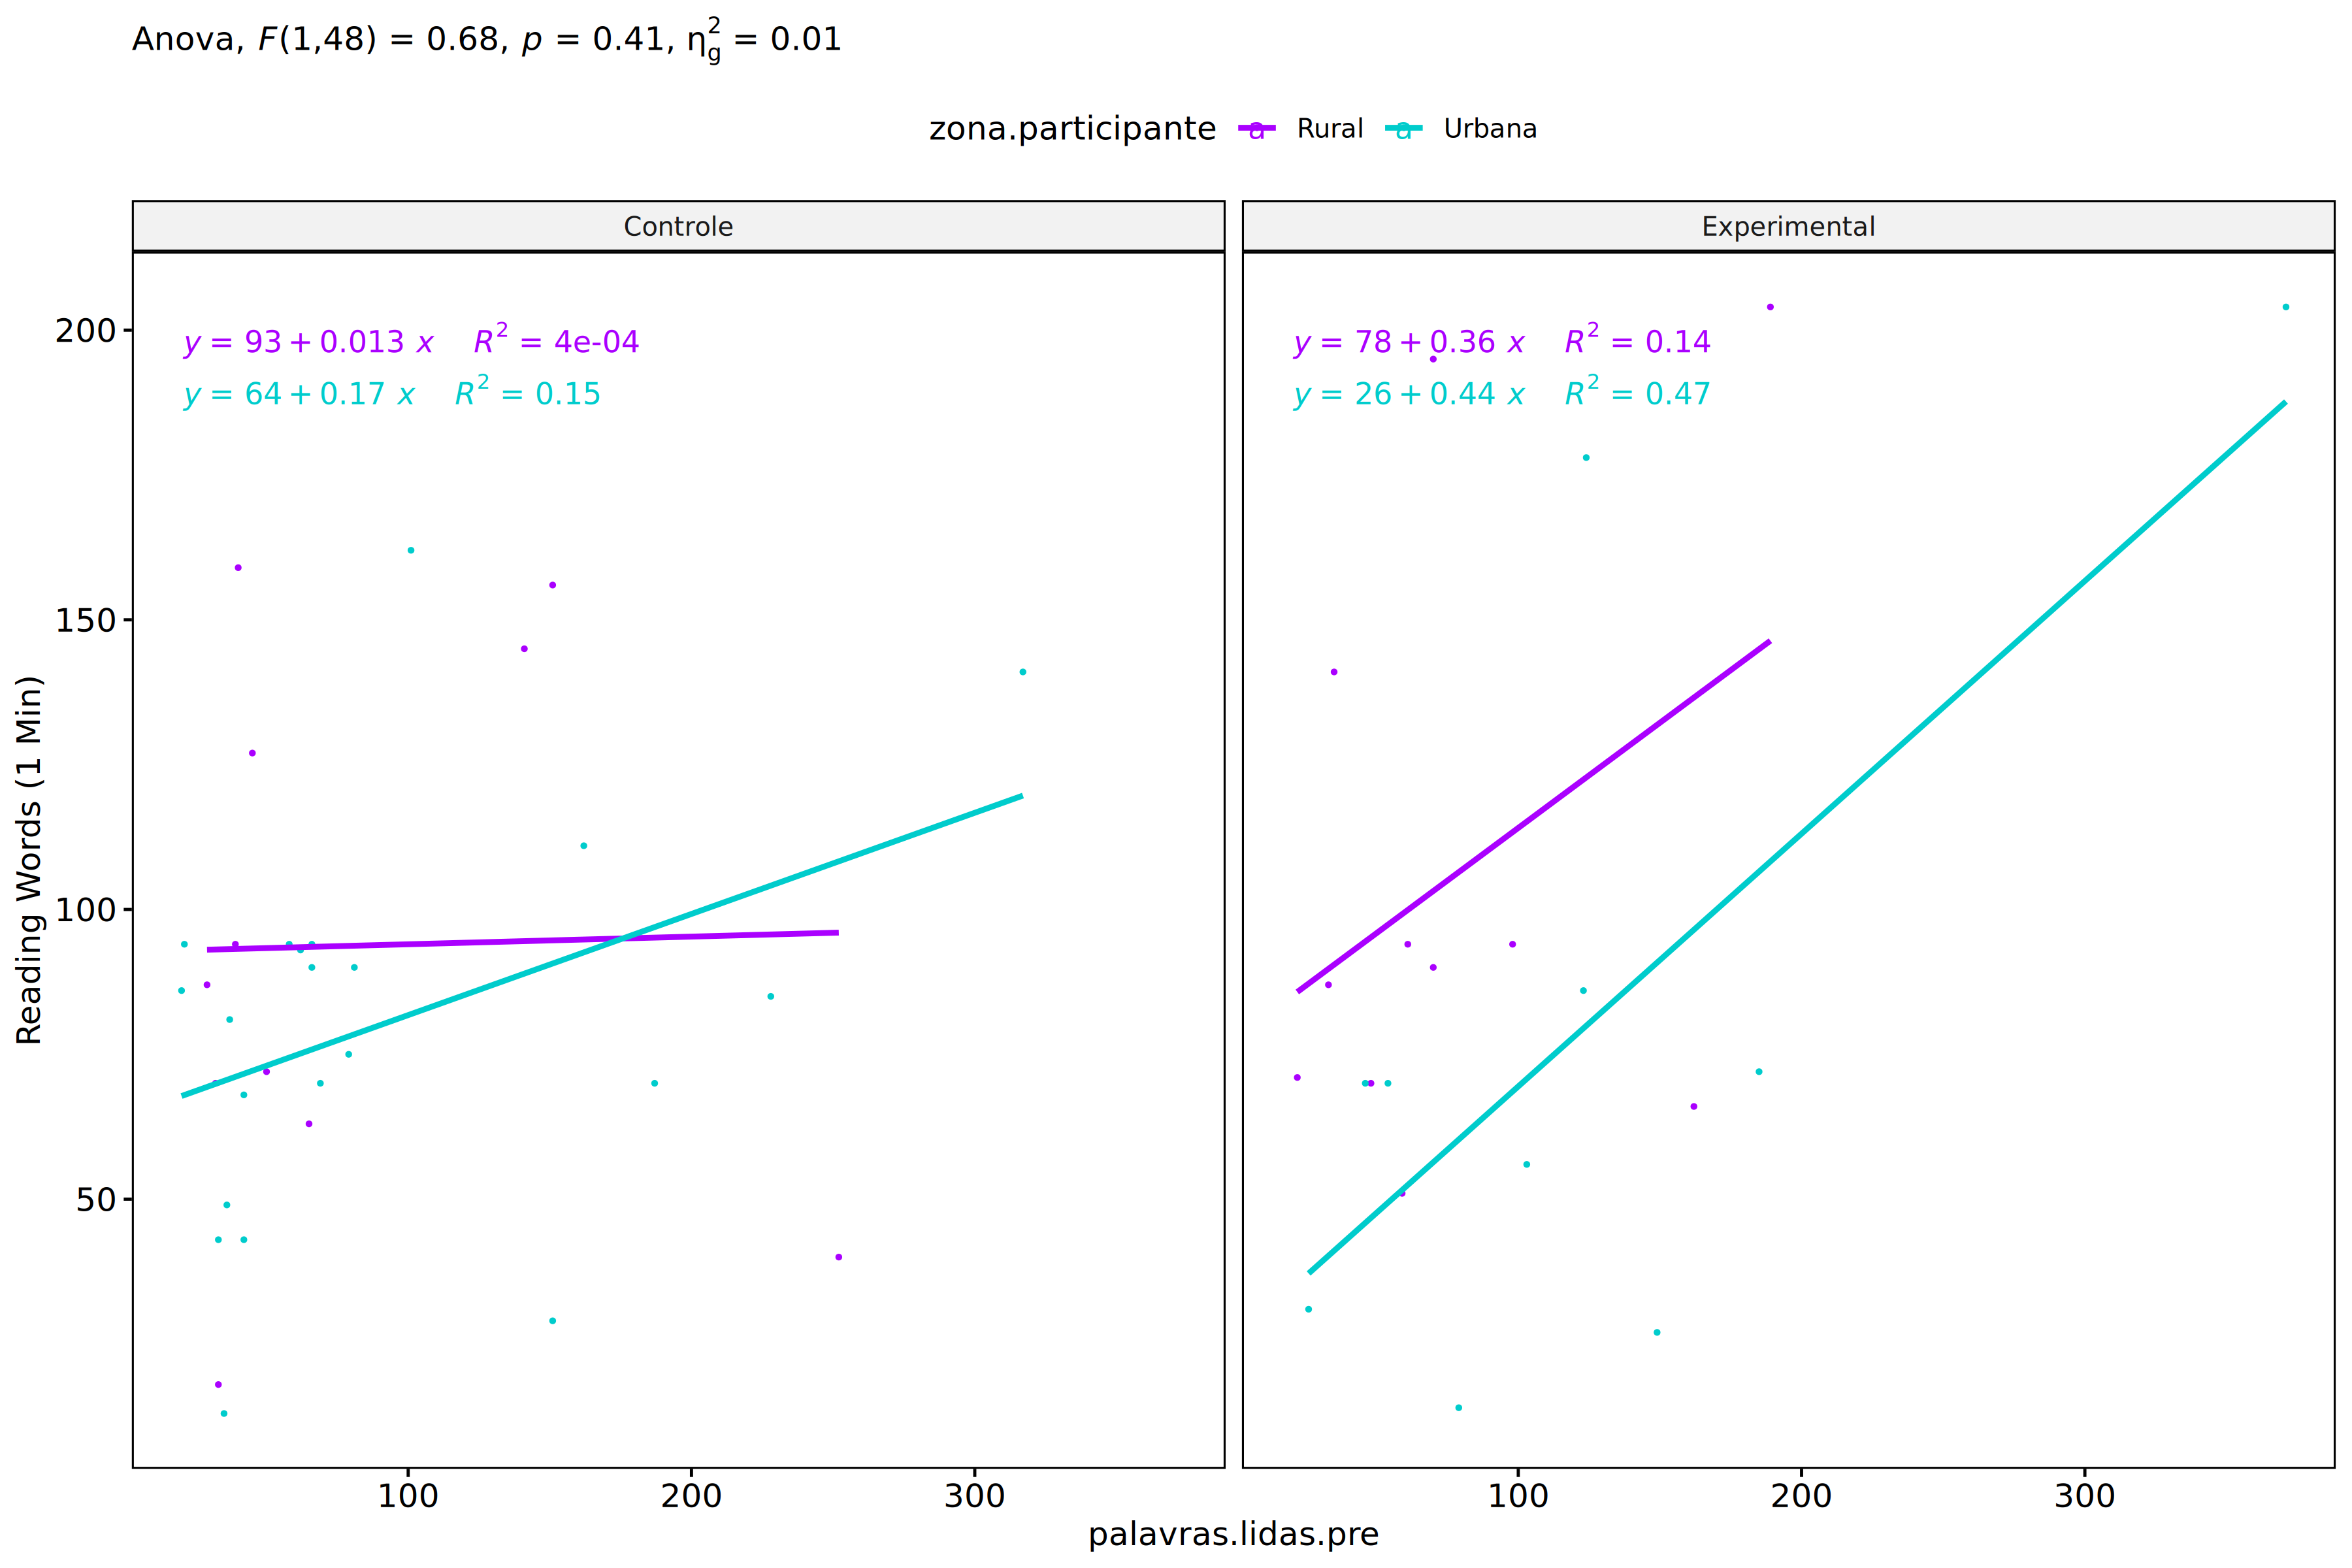 Anova, F(1,48) = 0.68, p = 0.41, η²g = 0.01
zona.participante a Rural a Urbana
Controle
Experimental
y = 93 + 0.013 x R² = 4e-04
y = 64 + 0.17 x R² = 0.15
y = 78 + 0.36 x R² = 0.14
y = 26 + 0.44 x R² = 0.47
Reading Words (1 Min)
200
150
100
50
100 200 300
100 200 300
palavras.lidas.pre